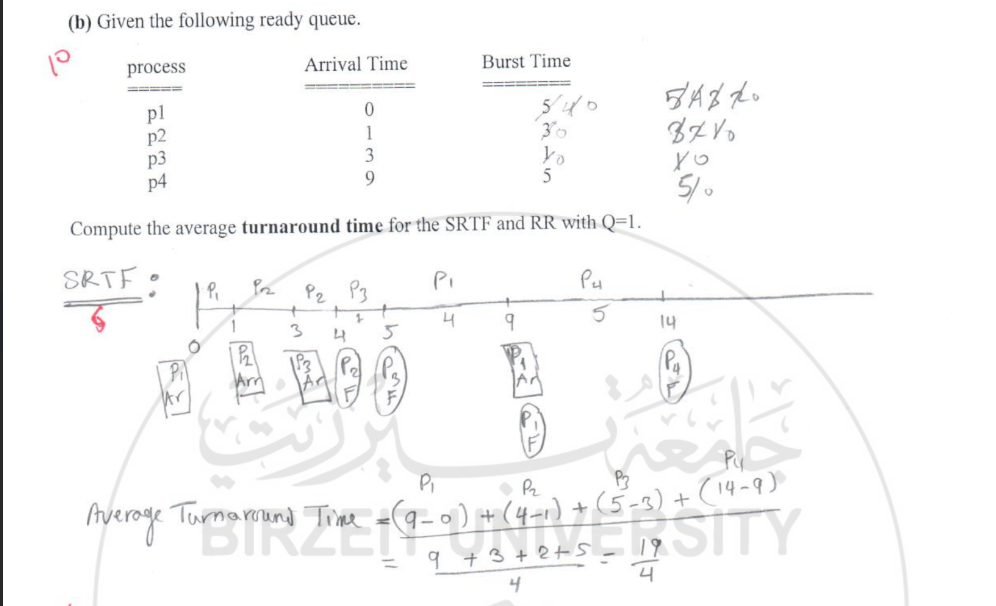 (b) Given the following ready queue.
10
process Arrival Time Burst Time
===== ========== ========
p1 0 5 4 0 5 4 3 2 1 0
p2 1 3 0 3 2 1 0
p3 3 1 0 1 0
p4 9 5 5 0
Compute the average turnaround time for the SRTF and RR with Q=1.
SRTF :
6
P1 P2 P2 P3 P1 P4
0 1 3 4 1 5 4 9 5 14
P1 Ar
P2 Arr
P3 Ar
P2 F
P3 F
P4 Ar
P1 F
P4 F
جامعة بيرزيت
P1 P2 P3 P4
Average Turnaround Time = (9-0) + (4-1) + (5-3) + (14-9)
= 9 + 3 + 2 + 5 = 19
4 4
BIRZEIT UNIVERSITY